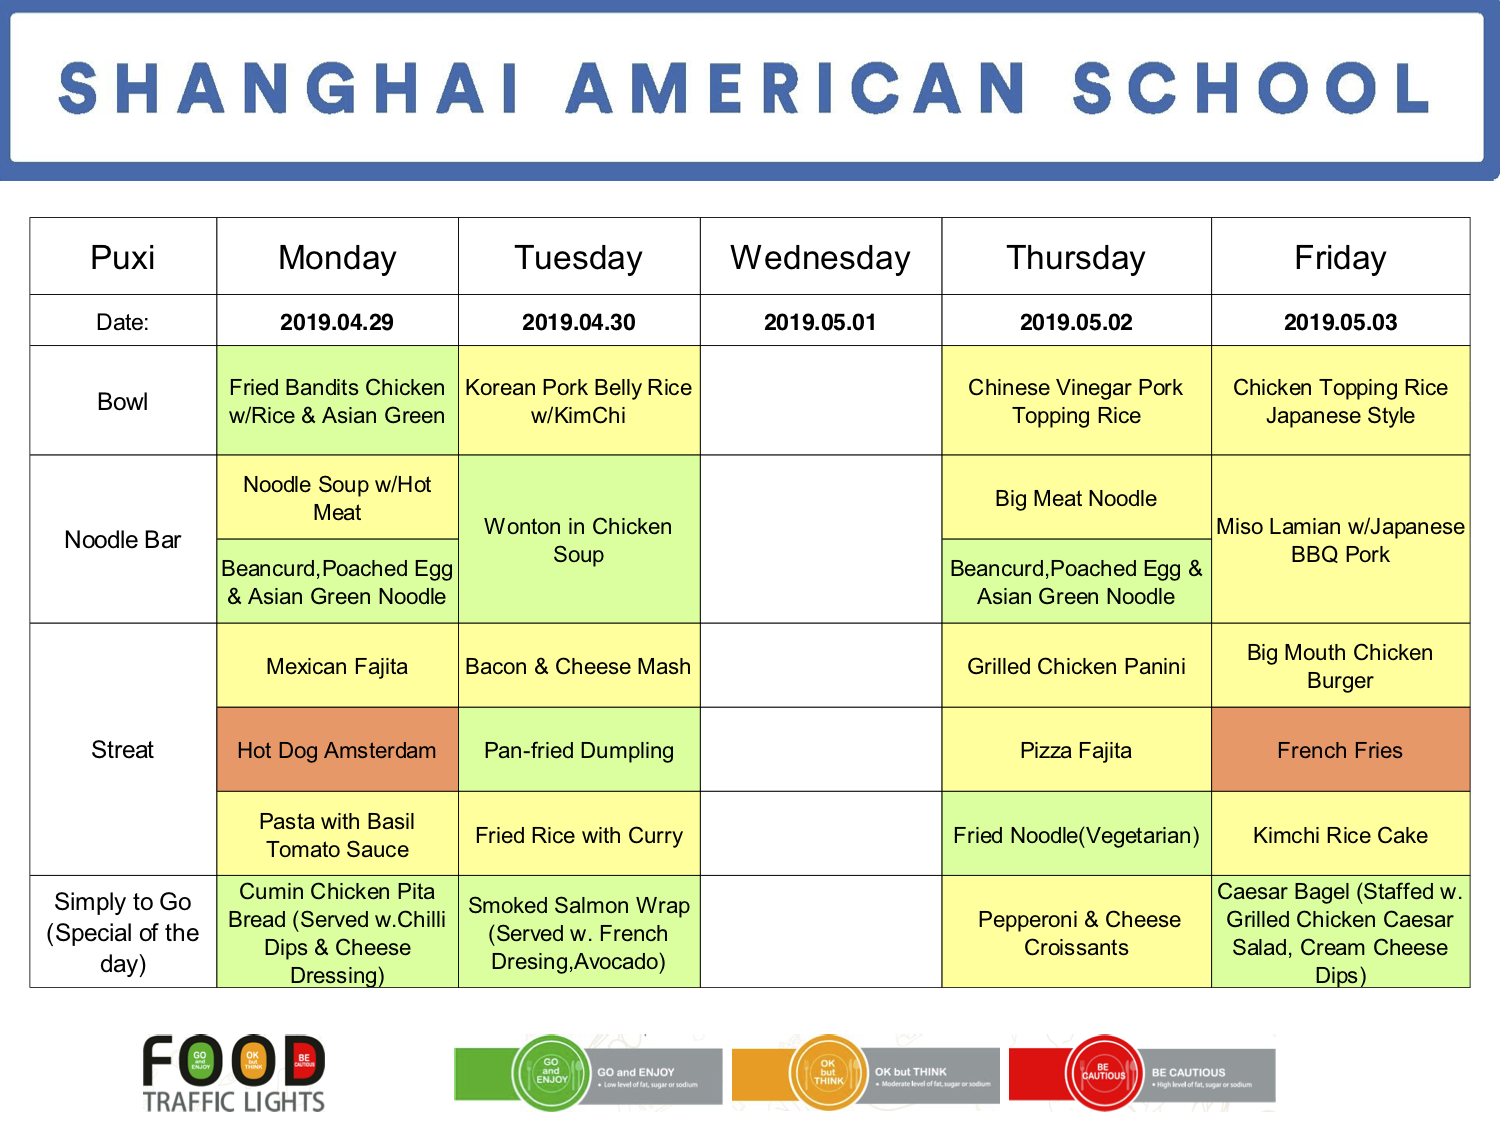 SHANGHAI AMERICAN SCHOOL
Puxi Monday Tuesday Wednesday Thursday Friday
Date: 2019.04.29 2019.04.30 2019.05.01 2019.05.02 2019.05.03
Bowl
Fried Bandits Chicken
w/Rice & Asian Green
Korean Pork Belly Rice
w/KimChi
Chinese Vinegar Pork
Topping Rice
Chicken Topping Rice
Japanese Style
Noodle Bar
Noodle Soup w/Hot
Meat
Beancurd,Poached Egg
& Asian Green Noodle
Wonton in Chicken
Soup
Big Meat Noodle
Beancurd,Poached Egg &
Asian Green Noodle
Miso Lamian w/Japanese
BBQ Pork
Streat
Mexican Fajita
Bacon & Cheese Mash
Grilled Chicken Panini
Big Mouth Chicken
Burger
Hot Dog Amsterdam
Pan-fried Dumpling
Pizza Fajita
French Fries
Pasta with Basil
Tomato Sauce
Fried Rice with Curry
Fried Noodle(Vegetarian)
Kimchi Rice Cake
Simply to Go
(Special of the
day)
Cumin Chicken Pita
Bread (Served w.Chilli
Dips & Cheese
Dressing)
Smoked Salmon Wrap
(Served w. French
Dresing,Avocado)
Pepperoni & Cheese
Croissants
Caesar Bagel (Staffed w.
Grilled Chicken Caesar
Salad, Cream Cheese
Dips)
FOOD
GO
and
ENJOY
OK
but
THINK
BE
CAUTIOUS
TRAFFIC LIGHTS
GO
and
ENJOY
GO and ENJOY
• Low level of fat, sugar or sodium
OK
but
THINK
OK but THINK
• Moderate level of fat, sugar or sodium
BE
CAUTIOUS
BE CAUTIOUS
• High level of fat, sugar or sodium